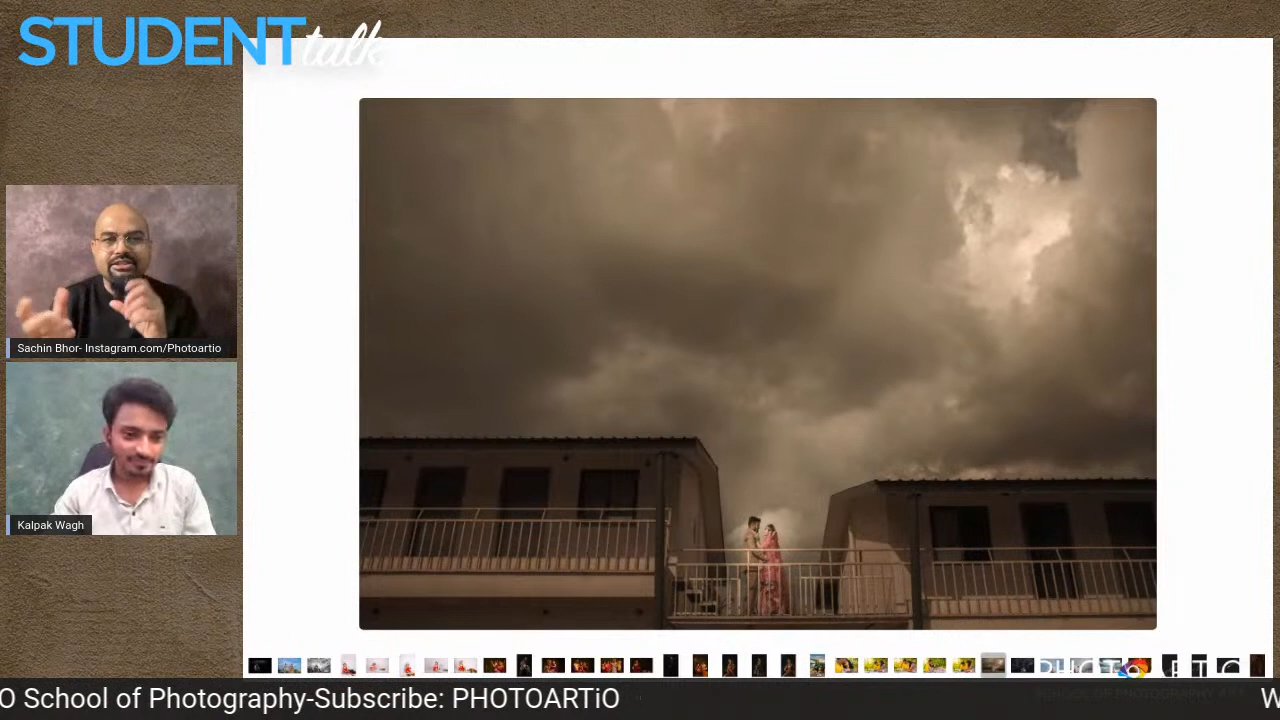 STUDENT talk
Sachin Bhor- Instagram.com/Photoartio
Kalpak Wagh
O School of Photography-Subscribe: PHOTOARTiO
W